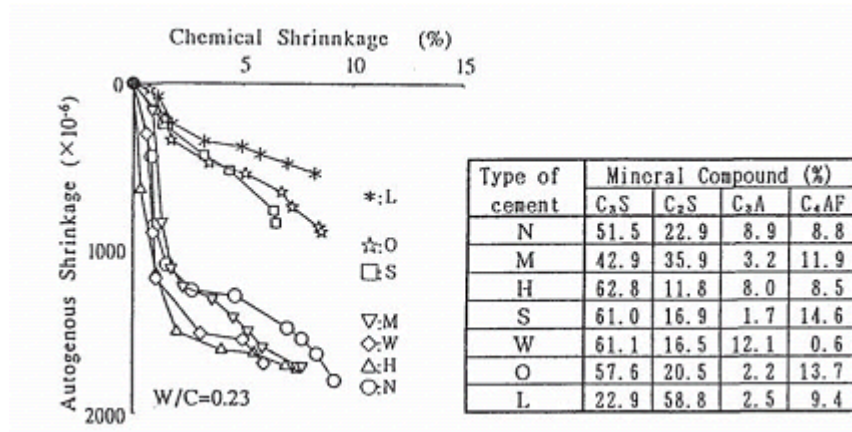 Chemical Shrinnkage (%)
5 10 15
0
1000
2000
Autogenous Shrinkage (×10⁻⁶)
*:L
☆:O
□:S
▽:M
◇:W
△:H
○:N
W/C=0.23
Type of cement Mineral Compound (%)
C₃S C₂S C₃A C₄AF
N 51.5 22.9 8.9 8.8
M 42.9 35.9 3.2 11.9
H 62.8 11.8 8.0 8.5
S 61.0 16.9 1.7 14.6
W 61.1 16.5 12.1 0.6
O 57.6 20.5 2.2 13.7
L 22.9 58.8 2.5 9.4